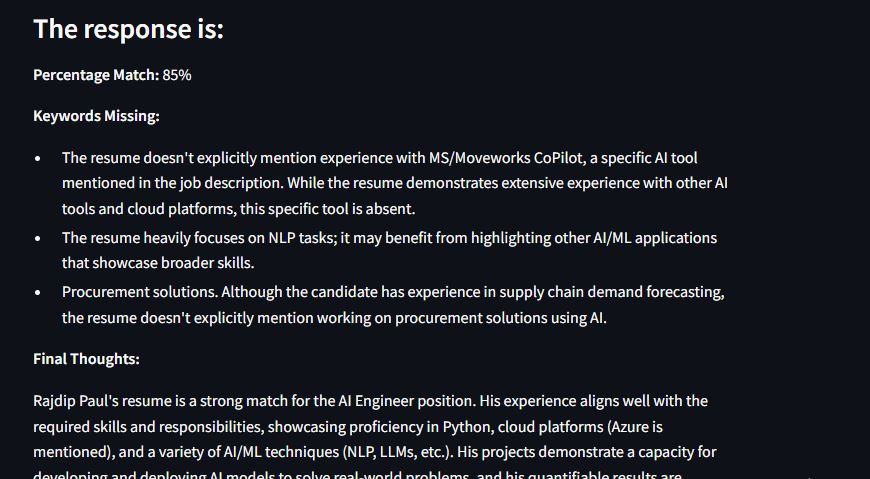 The response is:
Percentage Match: 85%
Keywords Missing:
• The resume doesn't explicitly mention experience with MS/Moveworks CoPilot, a specific AI tool
mentioned in the job description. While the resume demonstrates extensive experience with other AI
tools and cloud platforms, this specific tool is absent.
• The resume heavily focuses on NLP tasks; it may benefit from highlighting other AI/ML applications
that showcase broader skills.
• Procurement solutions. Although the candidate has experience in supply chain demand forecasting,
the resume doesn't explicitly mention working on procurement solutions using AI.
Final Thoughts:
Rajdip Paul's resume is a strong match for the AI Engineer position. His experience aligns well with the
required skills and responsibilities, showcasing proficiency in Python, cloud platforms (Azure is
mentioned), and a variety of AI/ML techniques (NLP, LLMs, etc.). His projects demonstrate a capacity for
developing and deploying AI models to solve real-world problems, and his quantifiable results are